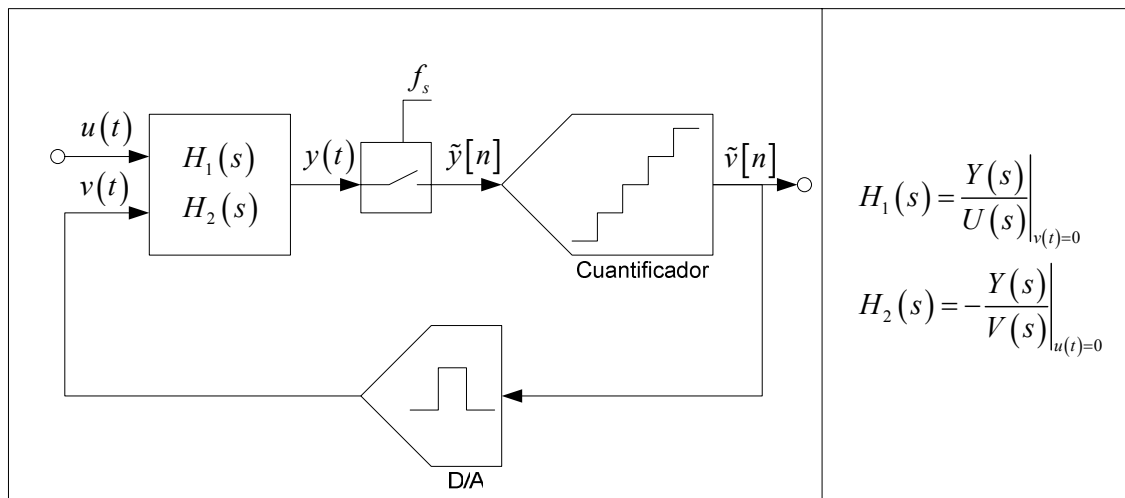 f_s
u(t)
v(t)
H_1(s)
H_2(s)
y(t)
ỹ[n]
ṽ[n]
Cuantificador
D/A
H_1(s) = Y(s)/U(s)|_{v(t)=0}
H_2(s) = -Y(s)/V(s)|_{u(t)=0}